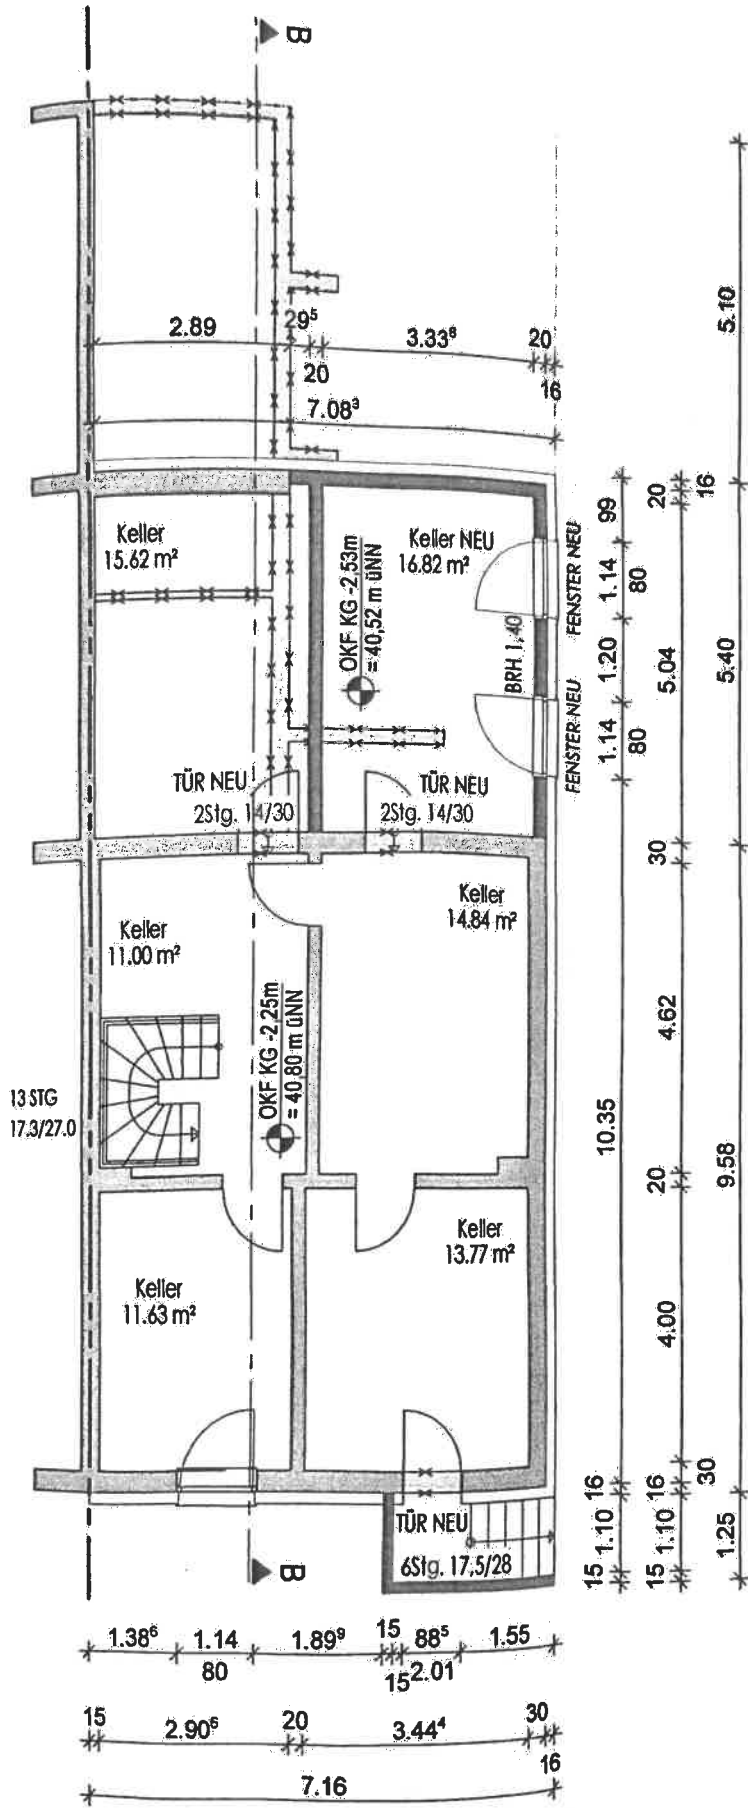 B
2.89
29⁵
3.33⁸
20
20
16
7.08³
5.10
Keller
15.62 m²
Keller NEU
16.82 m²
OKF KG -2,53m
= 40,52 m üNN
BRH 1,40
FENSTER NEU
FENSTER NEU
99
1.14
80
1.20
1.14
80
20
16
5.04
5.40
TÜR NEU
2Stg. 14/30
TÜR NEU
2Stg. 14/30
30
Keller
11.00 m²
Keller
14.84 m²
OKF KG -2,25m
= 40,80 m üNN
13 STG
17.3/27.0
4.62
10.35
9.58
20
Keller
11.63 m²
Keller
13.77 m²
4.00
30
16
16
TÜR NEU
6Stg. 17,5/28
1.10
1.10
1.25
15
15
B
1.38⁶
1.14
80
1.89⁹
15
15
88⁵
2.01
1.55
15
2.90⁶
20
3.44⁴
30
16
7.16